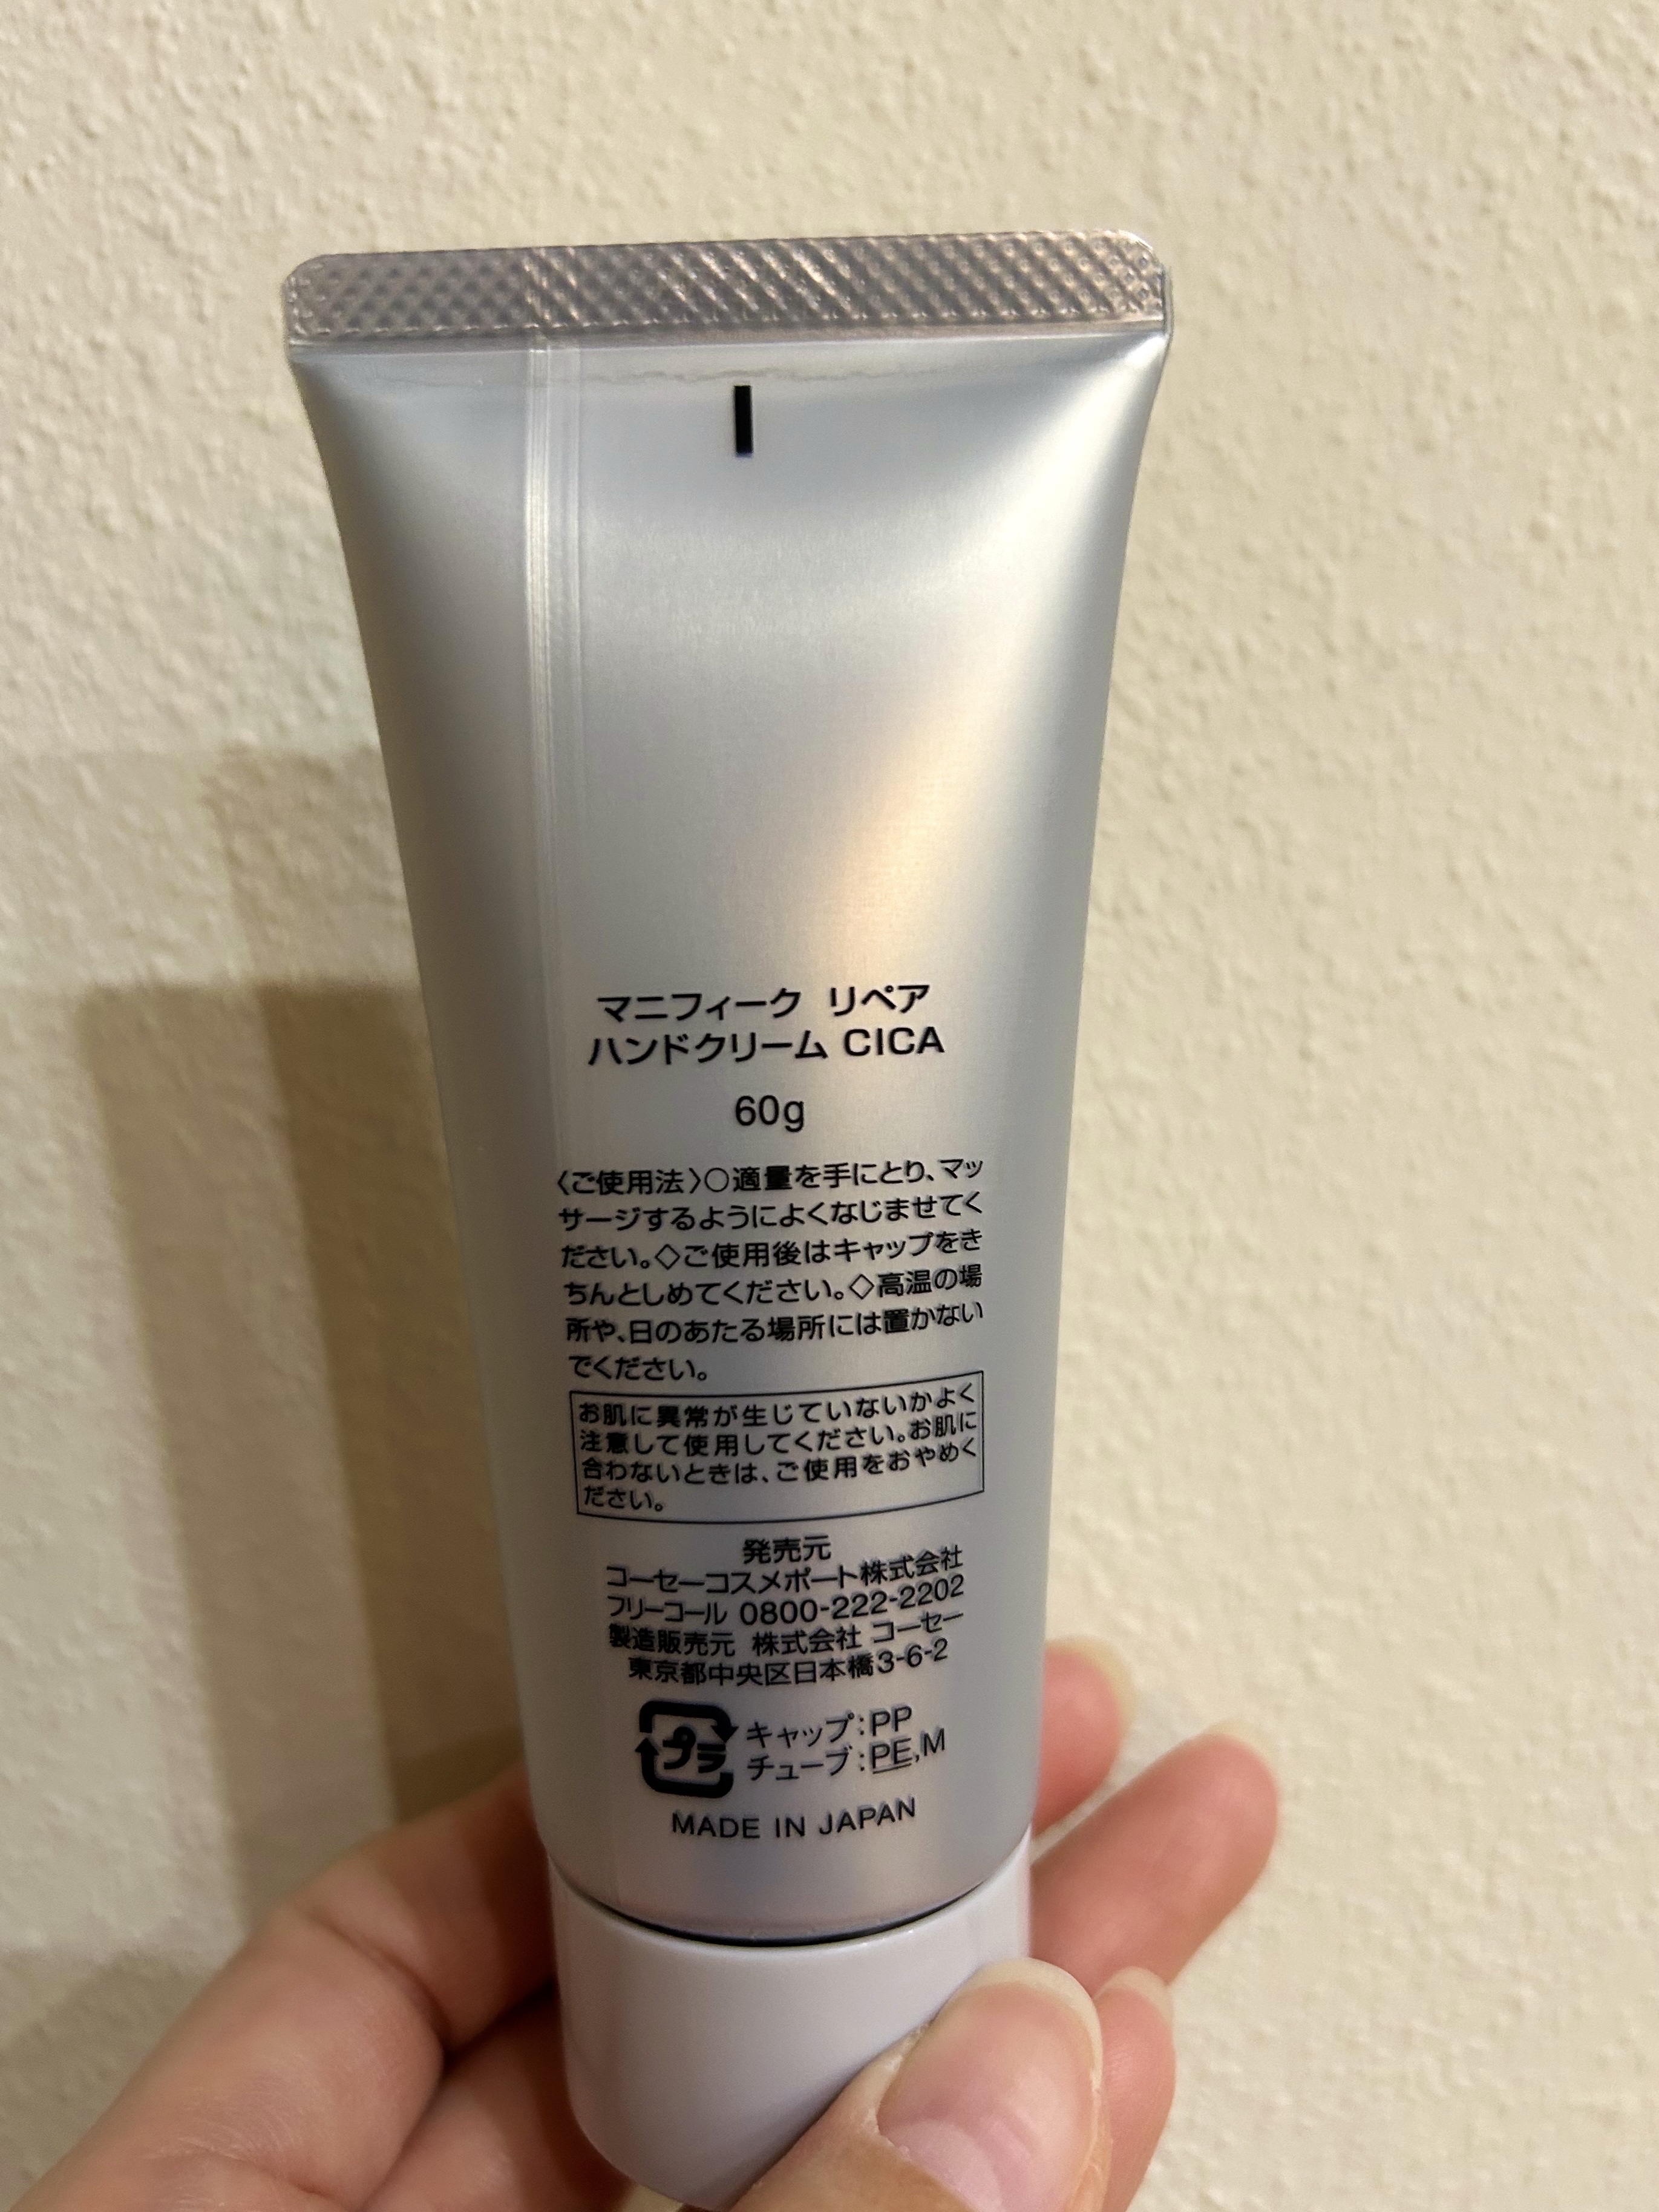 マニフィーク リペア
ハンドクリーム CICA
60g
〈ご使用法〉○適量を手にとり、マッ
サージするようによくなじませてく
ださい。◇ご使用後はキャップをき
ちんとしめてください。◇高温の場
所や、日のあたる場所には置かない
でください。
お肌に異常が生じていないかよく
注意して使用してください。お肌に
合わないときは、ご使用をおやめく
ださい。
発売元
コーセーコスメポート株式会社
フリーコール 0800-222-2202
製造販売元 株式会社 コーセー
東京都中央区日本橋3-6-2
プラ
キャップ:PP
チューブ:PE,M
MADE IN JAPAN